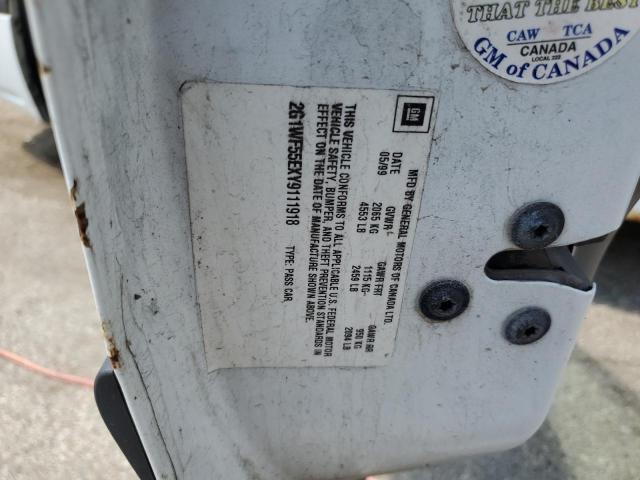 THAT THE BEST
CAW TCA
CANADA
LOCAL 222
GM of CANADA
GM
MFD BY GENERAL MOTORS OF CANADA LTD.
DATE GVWR GAWR FRT GAWR RR
05/99 2065 KG 1115 KG 950 KG
4553 LB 2459 LB 2094 LB
THIS VEHICLE CONFORMS TO ALL APPLICABLE U.S. FEDERAL MOTOR
VEHICLE SAFETY, BUMPER, AND THEFT PREVENTION STANDARDS IN
EFFECT ON THE DATE OF MANUFACTURE SHOWN ABOVE.
2G1WF55EXY9111918 TYPE: PASS CAR